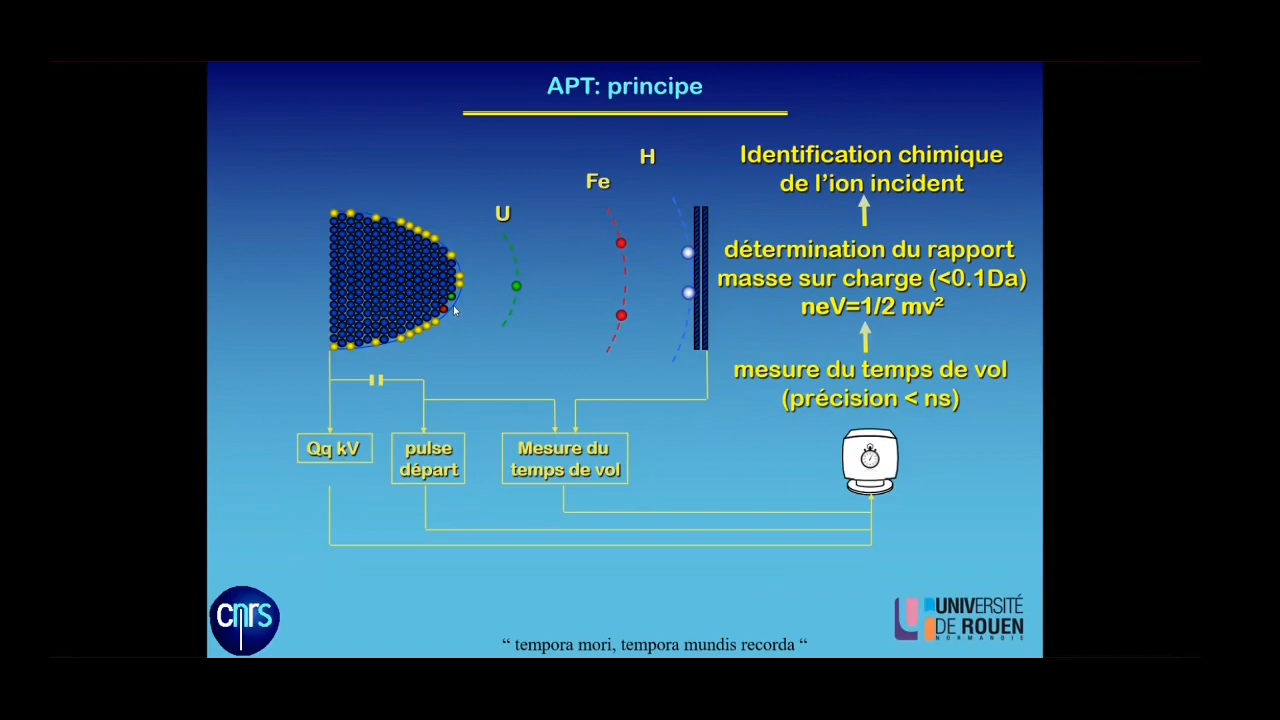 APT: principe
H
Fe
U
Identification chimique
de l’ion incident
détermination du rapport
masse sur charge (<0.1Da)
neV=1/2 mv²
mesure du temps de vol
(précision < ns)
Qq kV
pulse
départ
Mesure du
temps de vol
cnrs
UNIVERSITÉ
DE ROUEN
NORMANDIE
“ tempora mori, tempora mundis recorda “